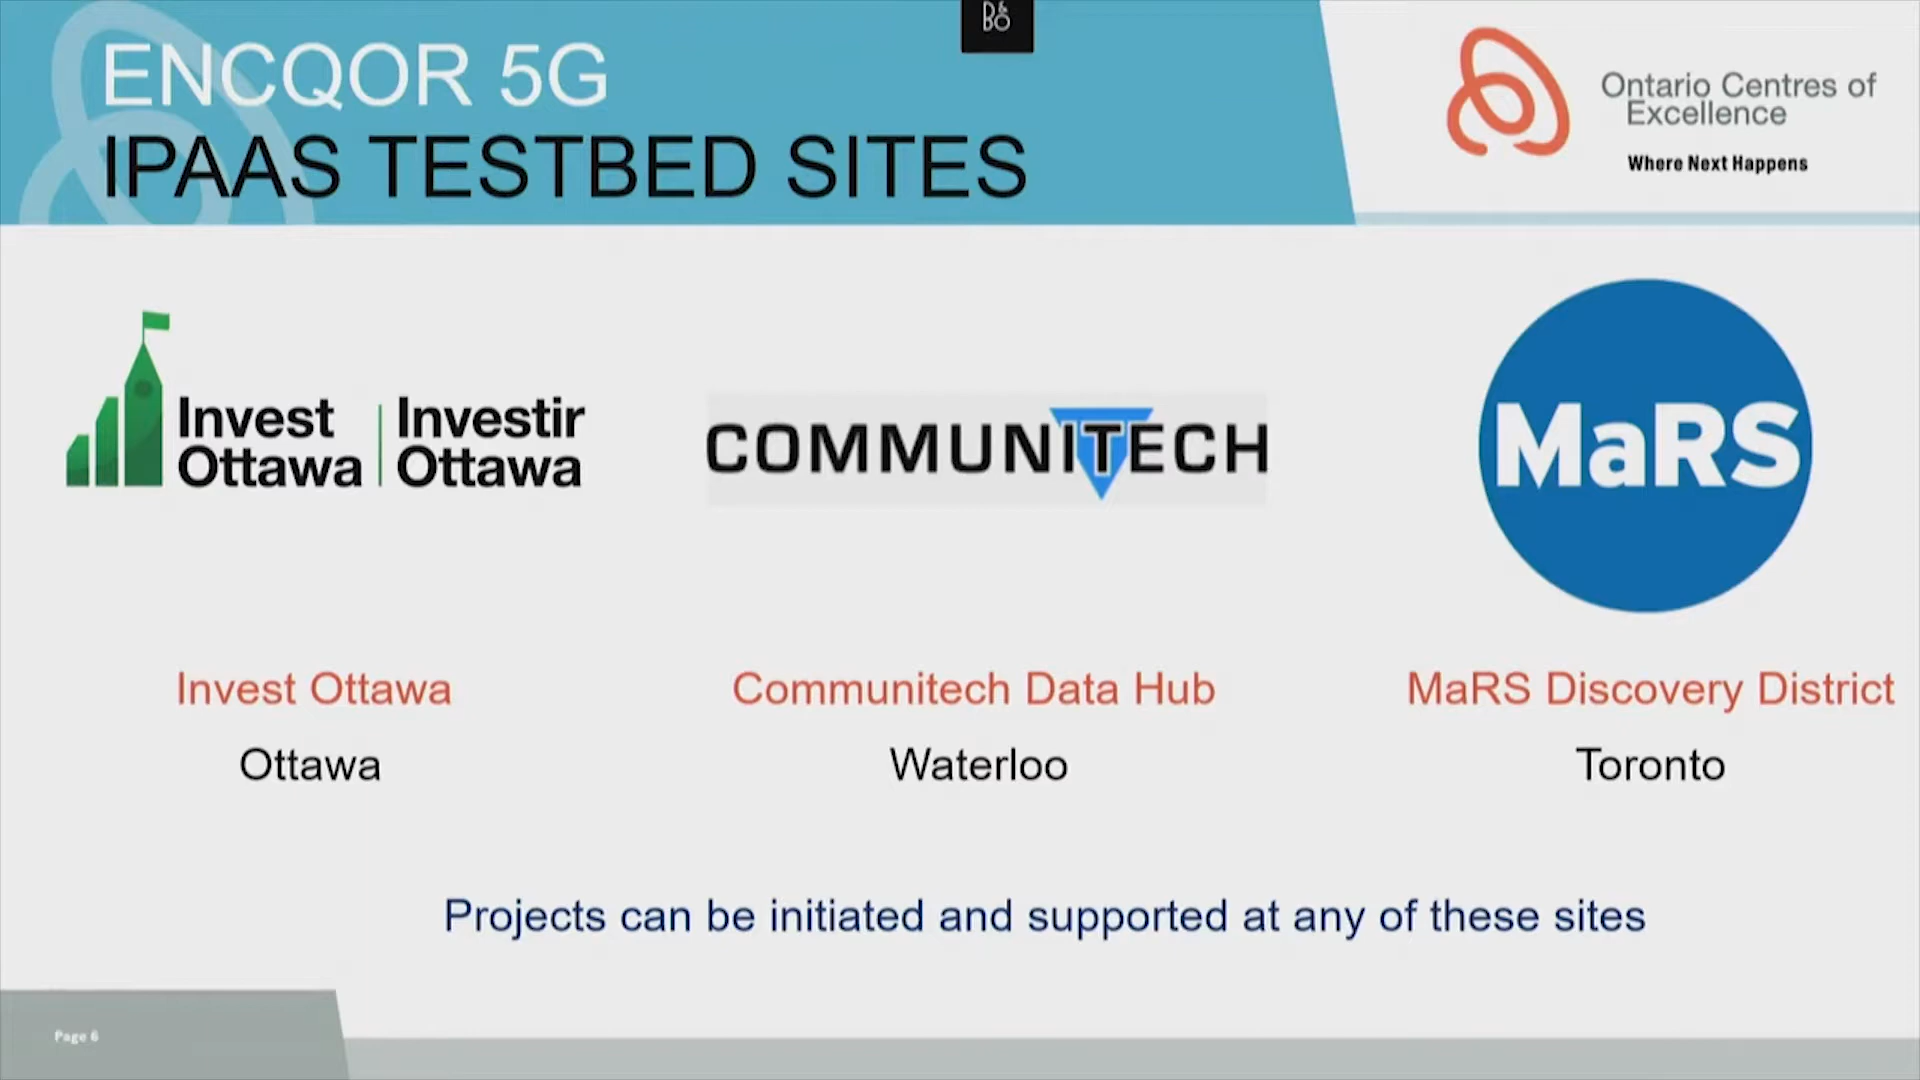 B&O
ENCQOR 5G
IPAAS TESTBED SITES
Ontario Centres of
Excellence
Where Next Happens
Invest
Ottawa
Investir
Ottawa
COMMUNITECH
MaRS
Invest Ottawa
Ottawa
Communitech Data Hub
Waterloo
MaRS Discovery District
Toronto
Projects can be initiated and supported at any of these sites
Page 6